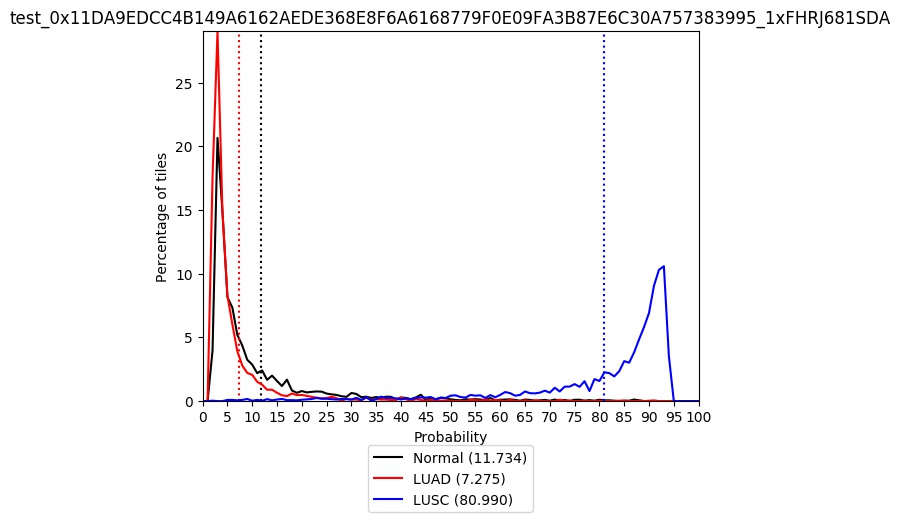 test_0x11DA9EDCC4B149A6162AEDE368E8F6A6168779F0E09FA3B87E6C30A757383995_1xFHRJ681SDA
25
20
15
10
5
0
Percentage of tiles
0 5 10 15 20 25 30 35 40 45 50 55 60 65 70 75 80 85 90 95 100
Probability
Normal (11.734)
LUAD (7.275)
LUSC (80.990)